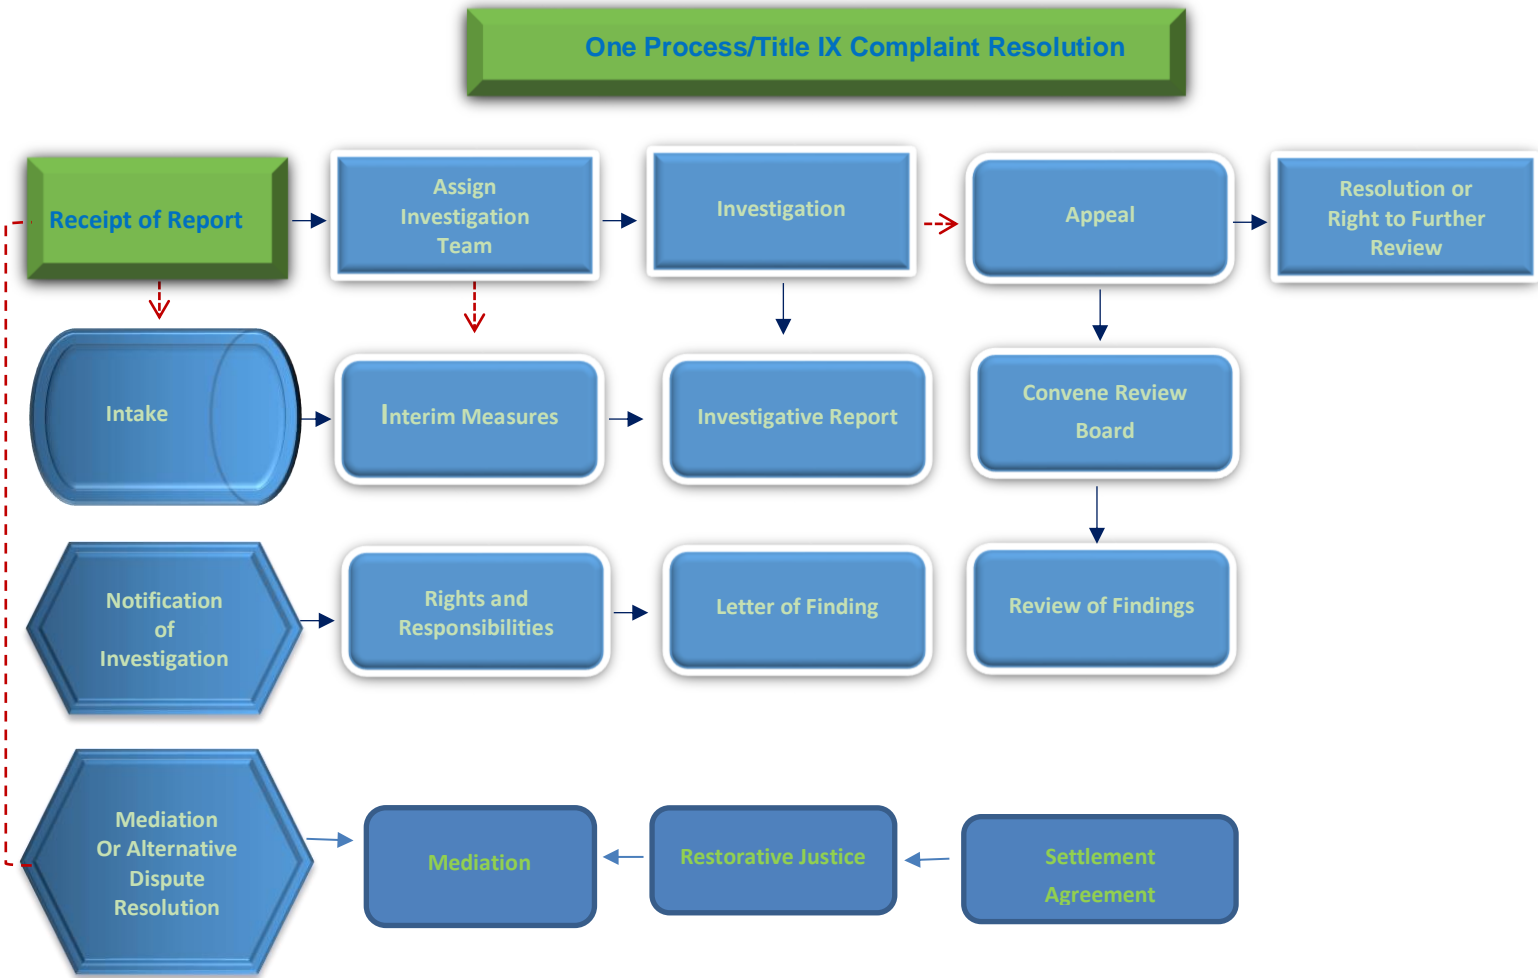 One Process/Title IX Complaint Resolution
Receipt of Report
Assign
Investigation
Team
Investigation
Appeal
Resolution or
Right to Further
Review
Intake
Interim Measures
Investigative Report
Convene Review
Board
Notification
of
Investigation
Rights and
Responsibilities
Letter of Finding
Review of Findings
Mediation
Or Alternative
Dispute
Resolution
Mediation
Restorative Justice
Settlement
Agreement